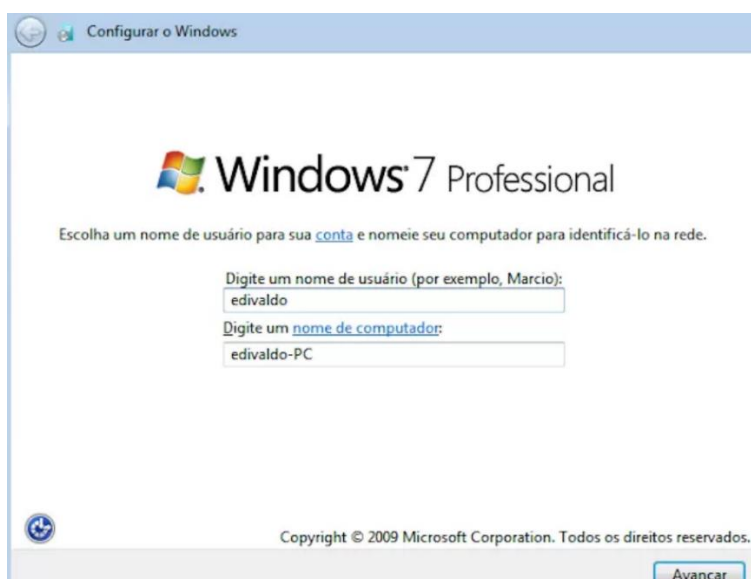 Configurar o Windows
Windows 7 Professional
Escolha um nome de usuário para sua conta e nomeie seu computador para identificá-lo na rede.
Digite um nome de usuário (por exemplo, Marcio):
edivaldo
Digite um nome de computador:
edivaldo-PC
Copyright © 2009 Microsoft Corporation. Todos os direitos reservados.
Avançar